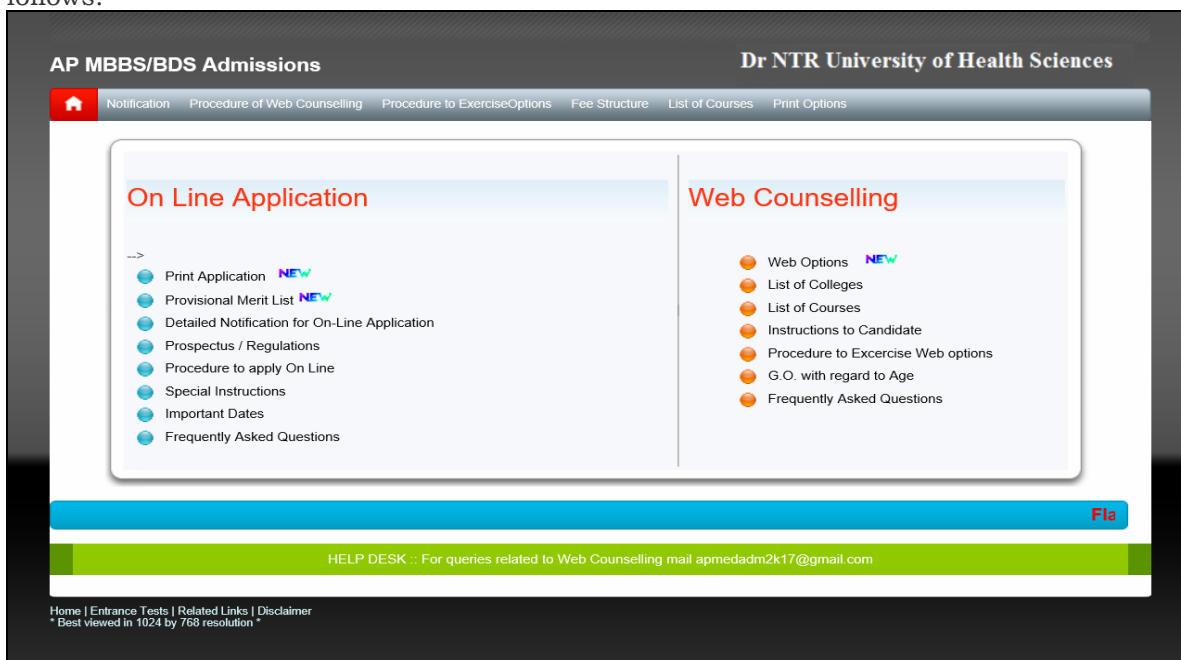 follows:
AP MBBS/BDS Admissions
Dr NTR University of Health Sciences
Notification Procedure of Web Counselling Procedure to ExerciseOptions Fee Structure List of Courses Print Options
On Line Application
-->
Print Application NEW
Provisional Merit List NEW
Detailed Notification for On-Line Application
Prospectus / Regulations
Procedure to apply On Line
Special Instructions
Important Dates
Frequently Asked Questions
Web Counselling
Web Options NEW
List of Colleges
List of Courses
Instructions to Candidate
Procedure to Excercise Web options
G.O. with regard to Age
Frequently Asked Questions
Fla
HELP DESK :: For queries related to Web Counselling mail apmedadm2k17@gmail.com
Home | Entrance Tests | Related Links | Disclaimer
* Best viewed in 1024 by 768 resolution *